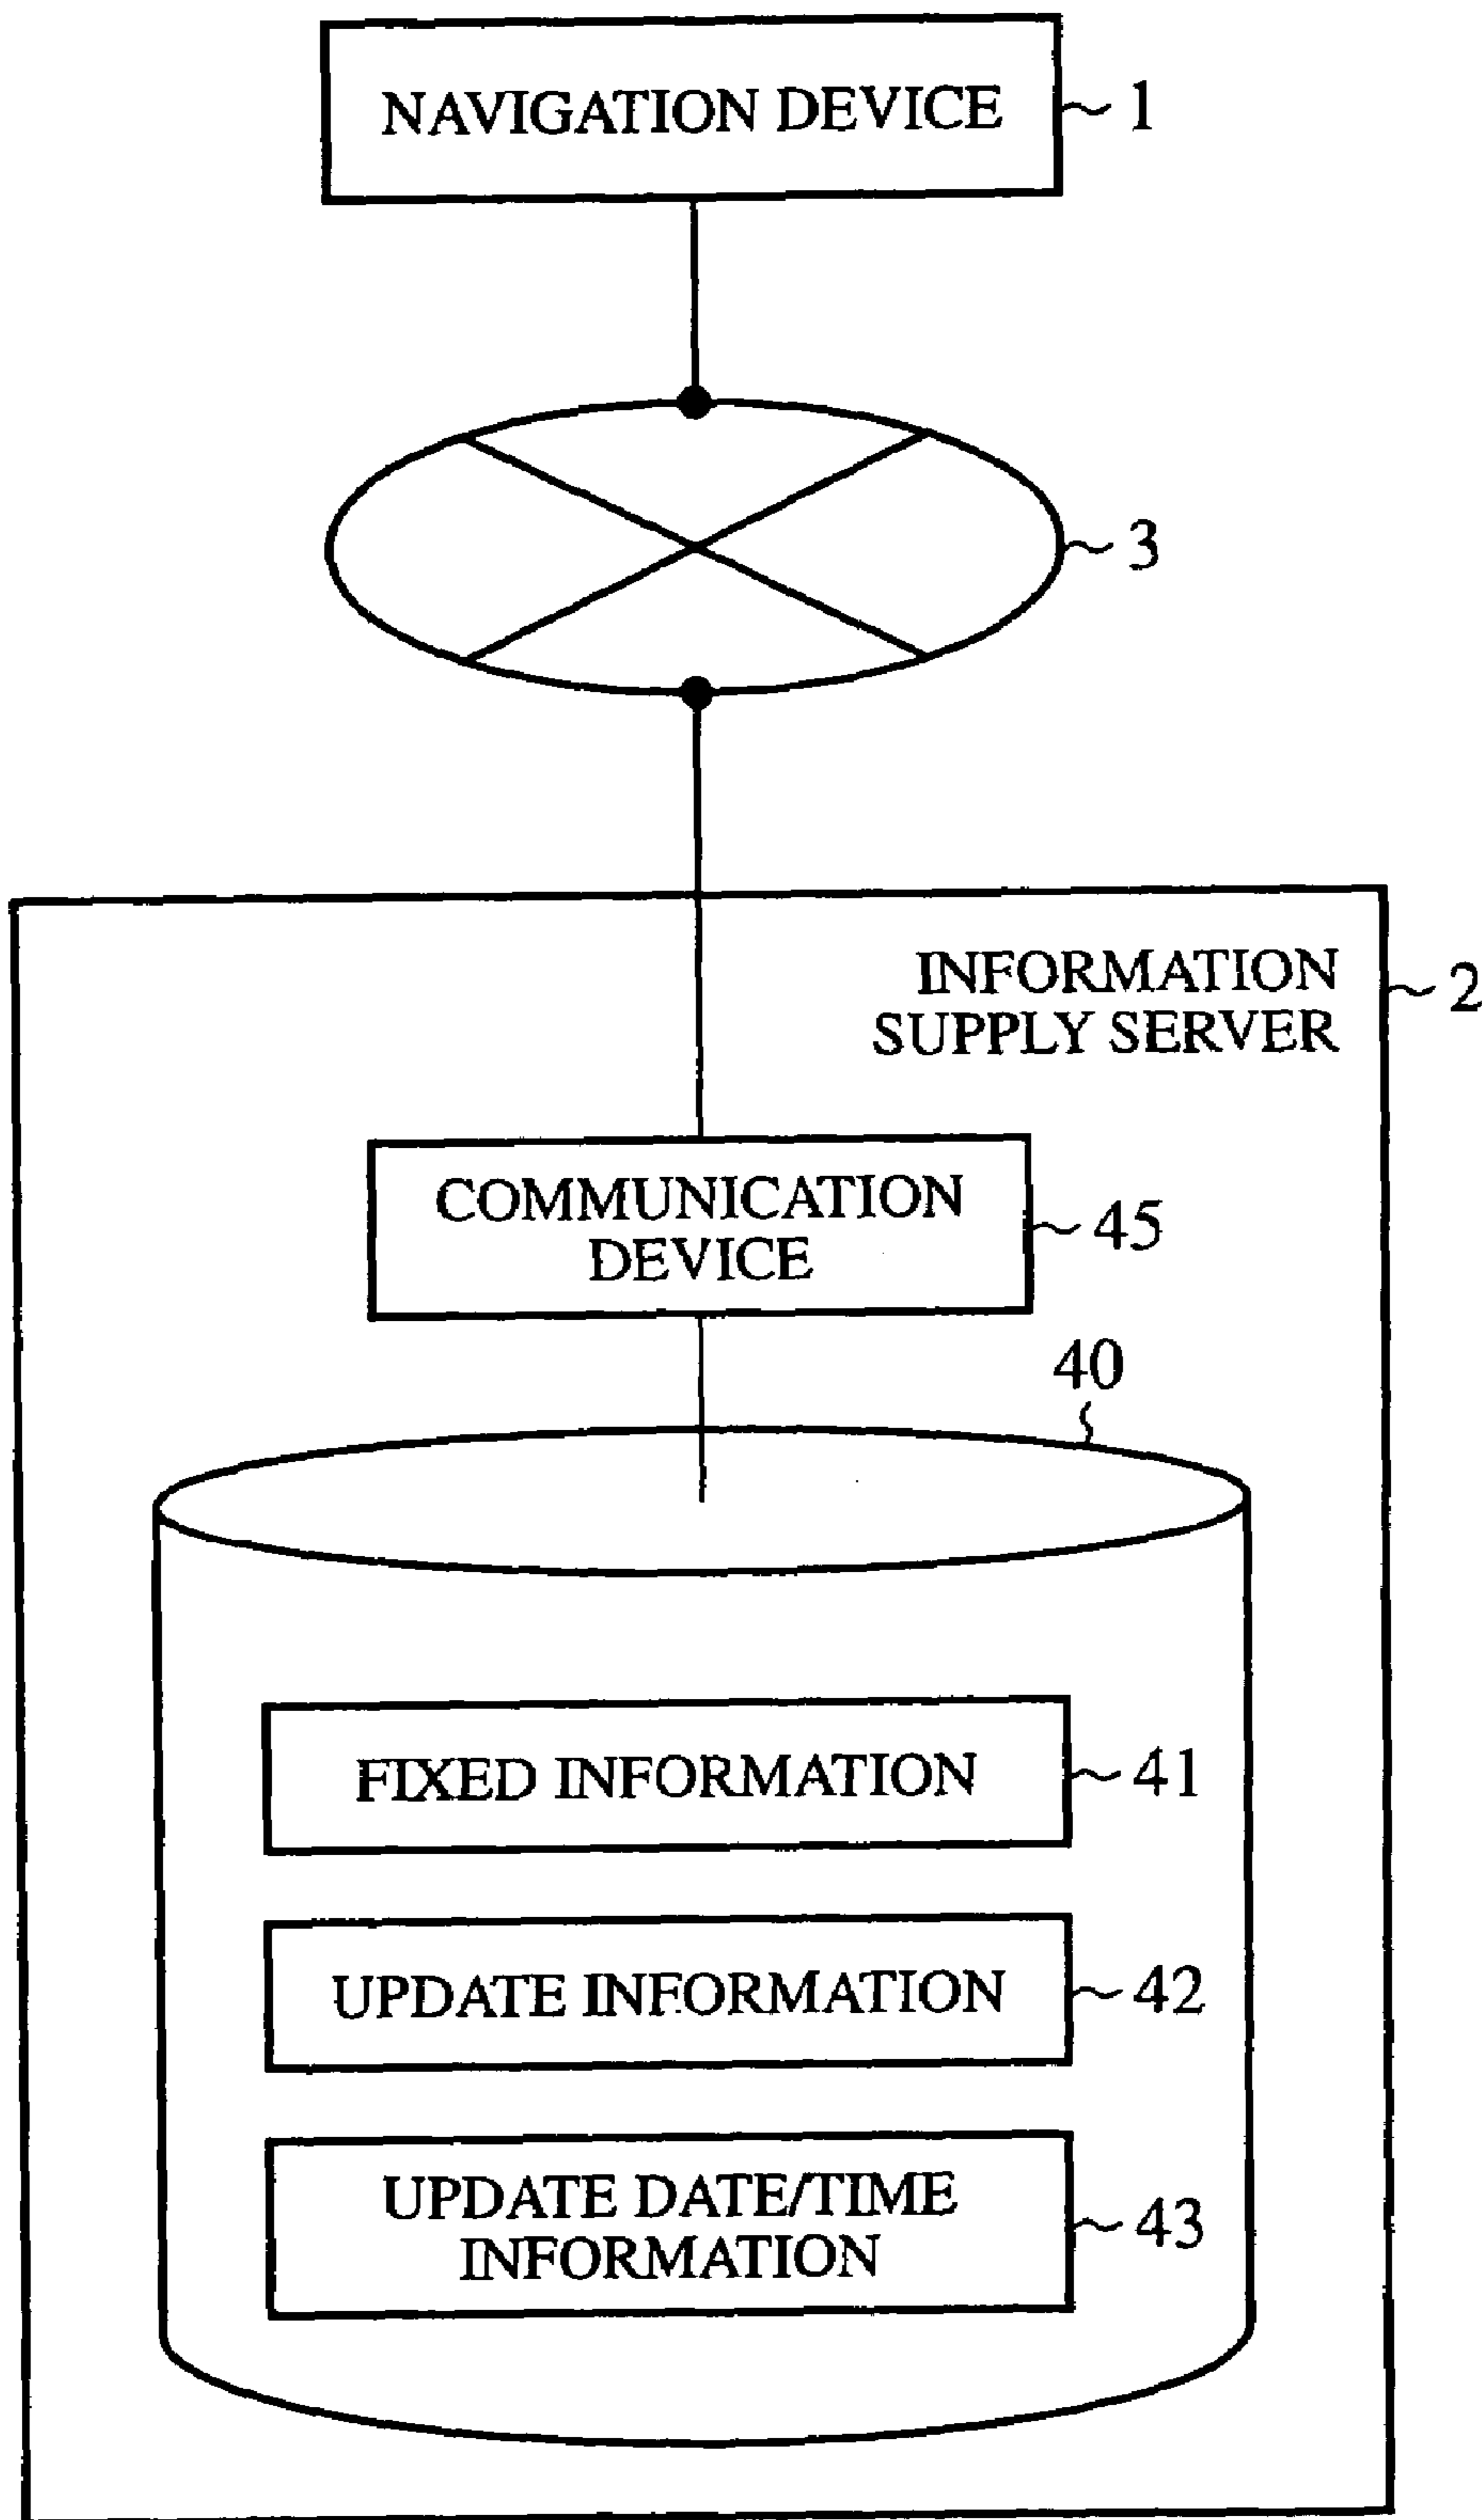 NAVIGATION DEVICE
1
3
INFORMATION
SUPPLY SERVER
2
COMMUNICATION
DEVICE
45
40
FIXED INFORMATION
41
UPDATE INFORMATION
42
UPDATE DATE/TIME
INFORMATION
43